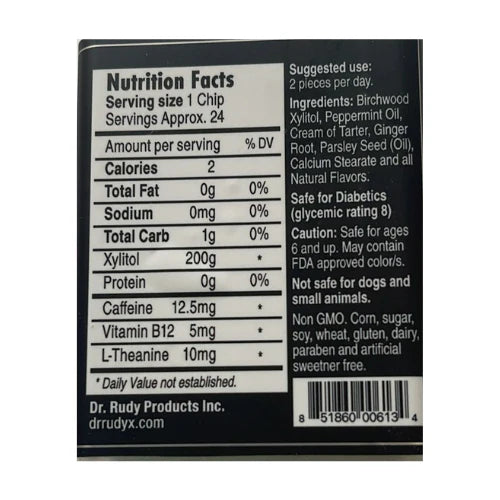 Nutrition Facts
Serving size 1 Chip
Servings Approx. 24
Amount per serving % DV
Calories 2
Total Fat 0g 0%
Sodium 0mg 0%
Total Carb 1g 0%
Xylitol 200g *
Protein 0g 0%
Caffeine 12.5mg *
Vitamin B12 5mg *
L-Theanine 10mg *
* Daily Value not established.
Dr. Rudy Products Inc.
drrudyx.com
Suggested use:
2 pieces per day.
Ingredients: Birchwood
Xylitol, Peppermint Oil,
Cream of Tarter, Ginger
Root, Parsley Seed (Oil)
Calcium Stearate and all
Natural Flavors.
Safe for Diabetics
(glycemic rating 8)
Caution: Safe for ages
6 and up. May contain
FDA approved color/s.
Not safe for dogs and
small animals.
Non GMO. Corn, sugar,
soy, wheat, gluten, dairy,
paraben and artificial
sweetner free.
8 51860 00613 4